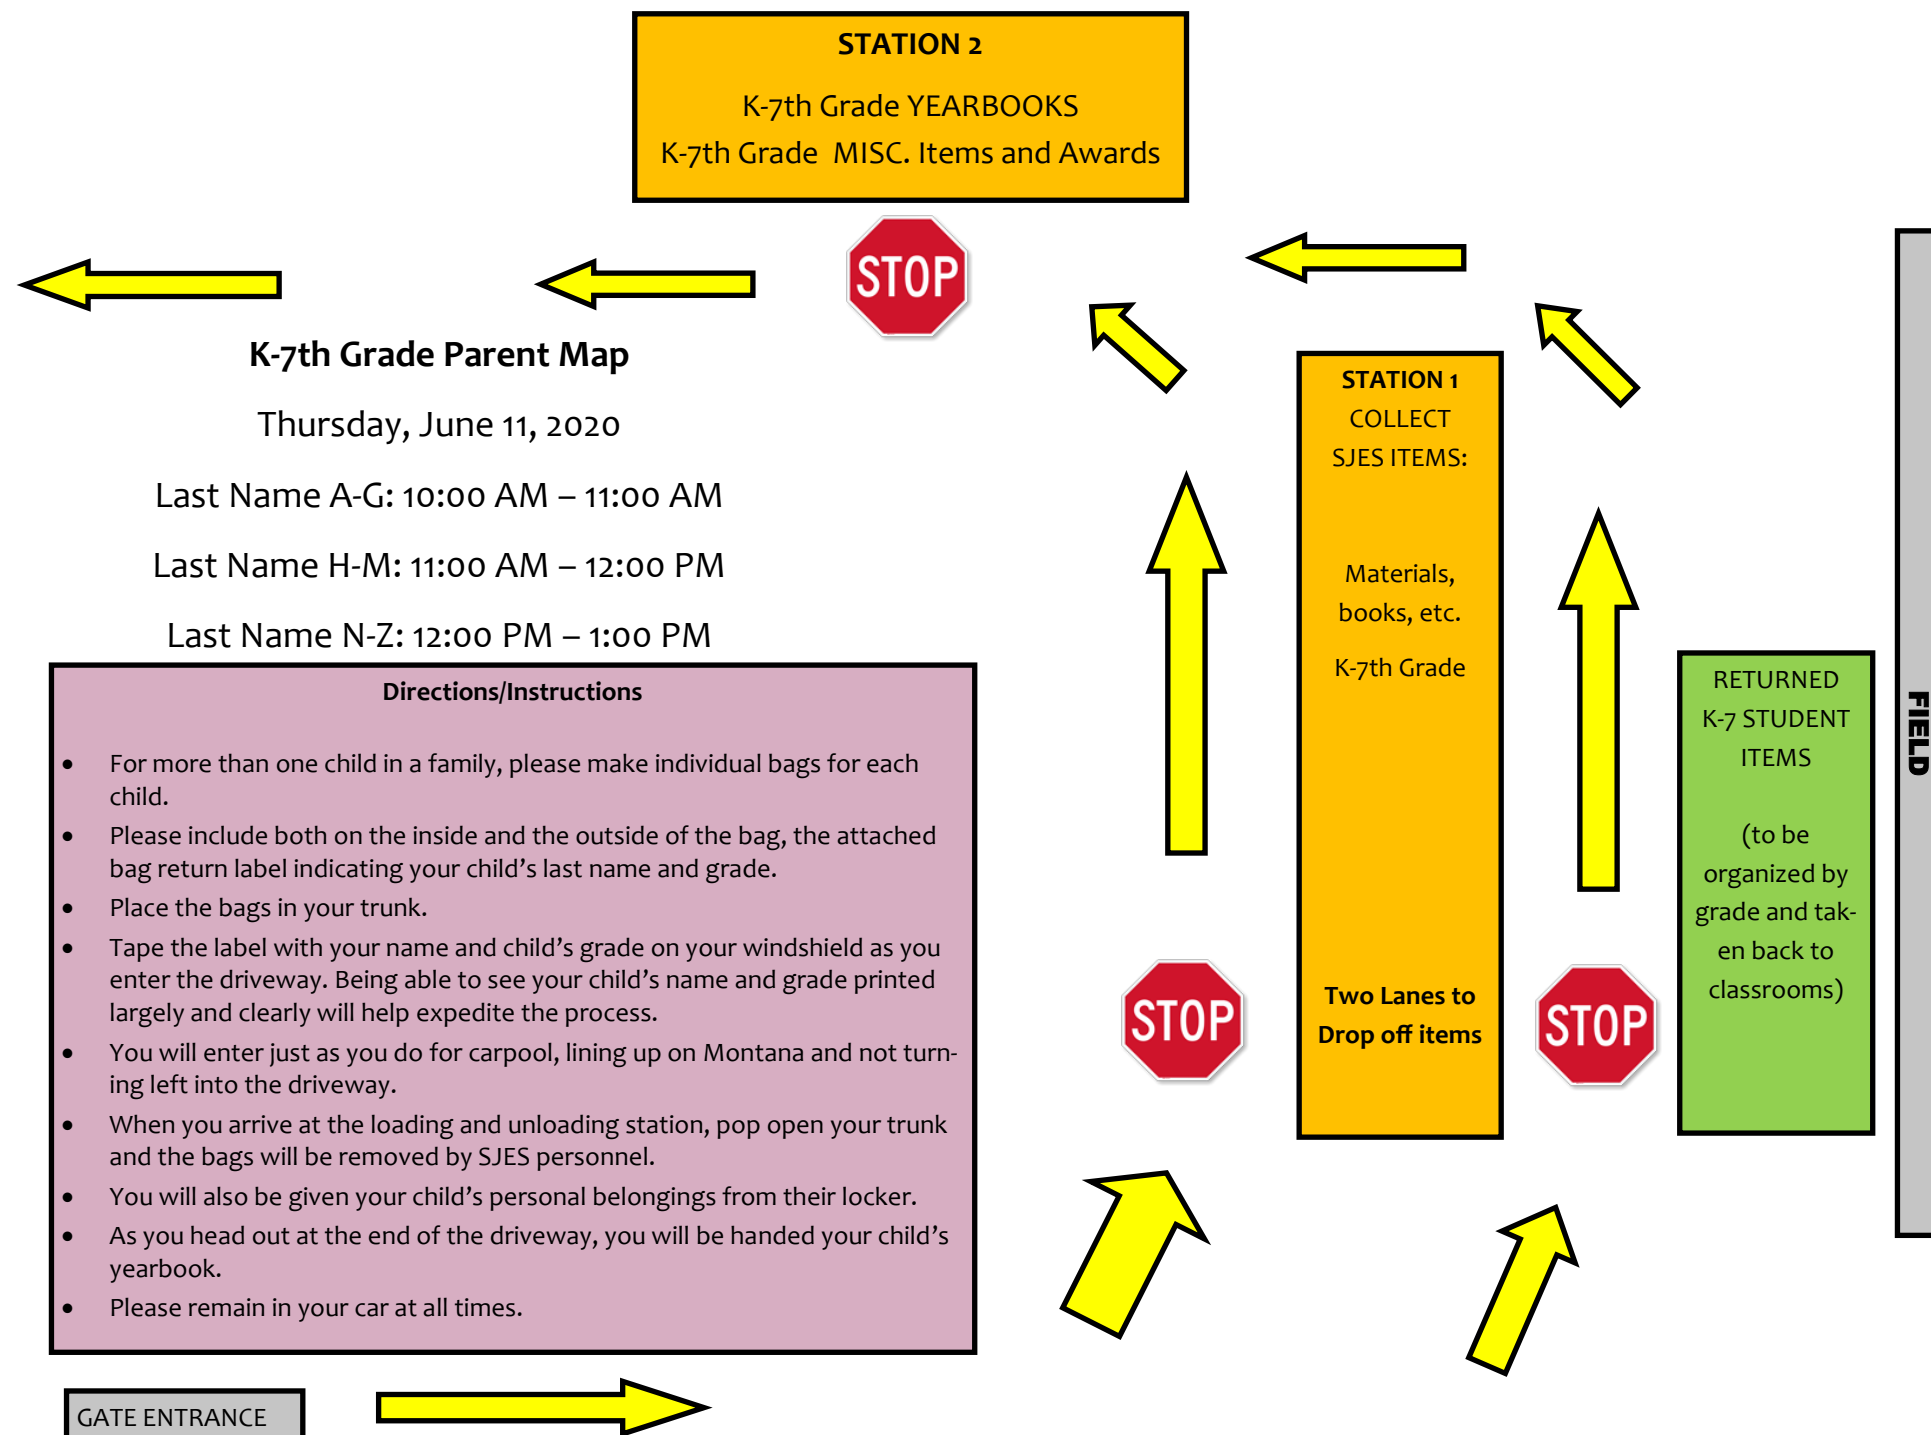 STATION 2
K-7th Grade YEARBOOKS
K-7th Grade  MISC. Items and Awards
STOP
K-7th Grade Parent Map
Thursday, June 11, 2020
Last Name A-G: 10:00 AM – 11:00 AM
Last Name H-M: 11:00 AM – 12:00 PM
Last Name N-Z: 12:00 PM – 1:00 PM
Directions/Instructions
• For more than one child in a family, please make individual bags for each
child.
• Please include both on the inside and the outside of the bag, the attached
bag return label indicating your child’s last name and grade.
• Place the bags in your trunk.
• Tape the label with your name and child’s grade on your windshield as you
enter the driveway. Being able to see your child’s name and grade printed
largely and clearly will help expedite the process.
• You will enter just as you do for carpool, lining up on Montana and not turn-
ing left into the driveway.
• When you arrive at the loading and unloading station, pop open your trunk
and the bags will be removed by SJES personnel.
• You will also be given your child’s personal belongings from their locker.
• As you head out at the end of the driveway, you will be handed your child’s
yearbook.
• Please remain in your car at all times.
GATE ENTRANCE
STOP
STATION 1
COLLECT
SJES ITEMS:
Materials,
books, etc.
K-7th Grade
Two Lanes to
Drop off items
STOP
RETURNED
K-7 STUDENT
ITEMS
(to be
organized by
grade and tak-
en back to
classrooms)
FIELD